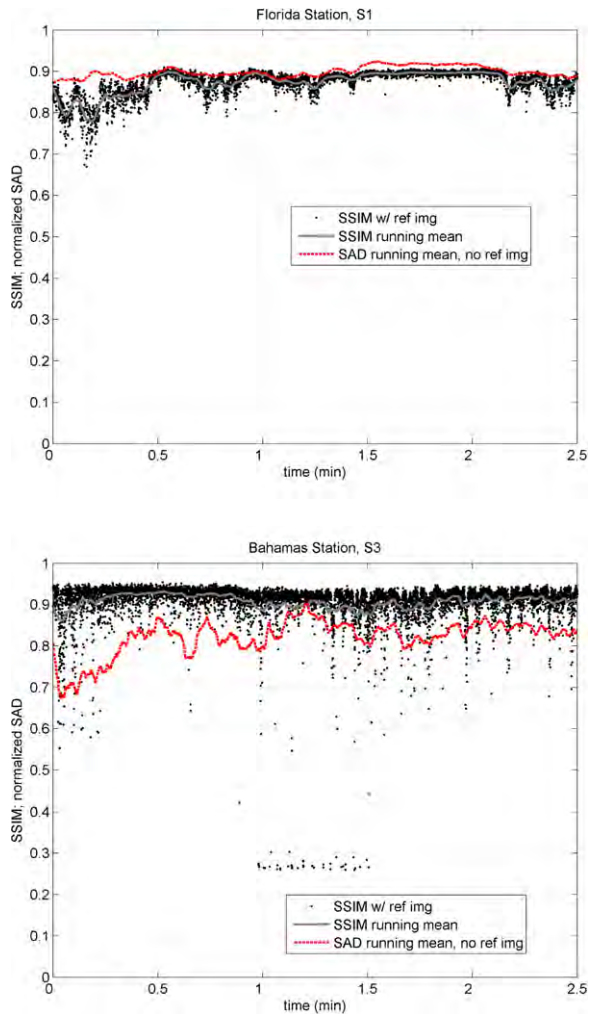 Florida Station, S1
1
0.9
0.8
0.7
0.6
0.5
0.4
0.3
0.2
0.1
0
SSIM; normalized SAD
SSIM w/ ref img
SSIM running mean
SAD running mean, no ref img
0 0.5 1 1.5 2 2.5
time (min)
Bahamas Station, S3
1
0.9
0.8
0.7
0.6
0.5
0.4
0.3
0.2
0.1
0
SSIM; normalized SAD
SSIM w/ ref img
SSIM running mean
SAD running mean, no ref img
0 0.5 1 1.5 2 2.5
time (min)